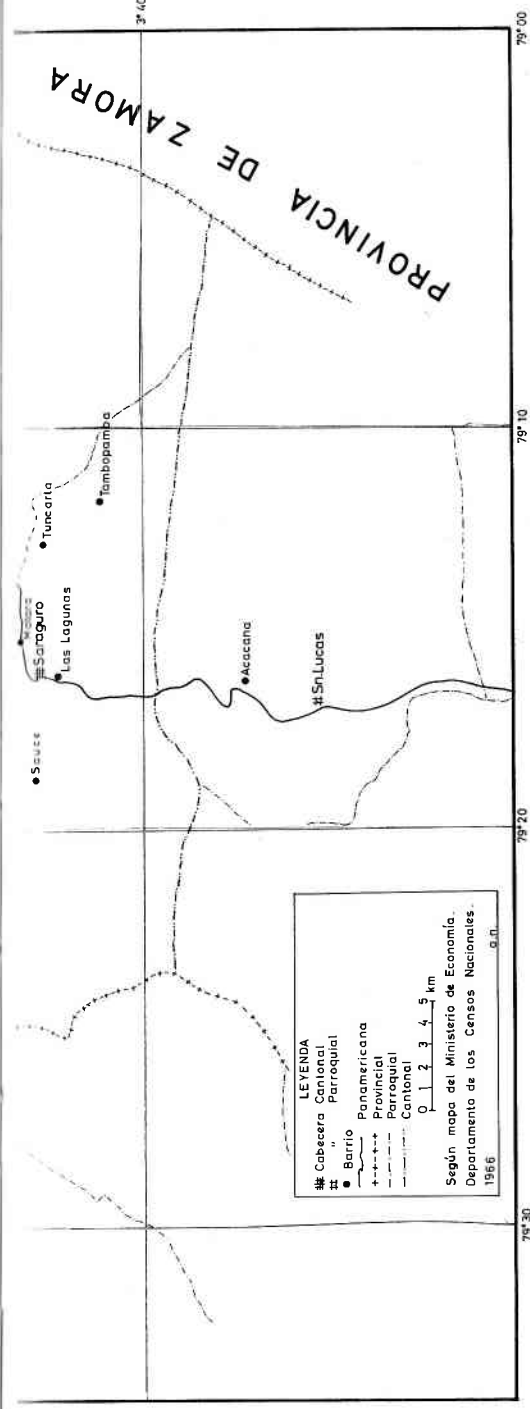 3° 40
79° 00
PROVINCIA DE ZAMORA
79° 10
Tambopamba
Tuncarta
Saraguro
Las Lagunas
Sauce
Acacana
Sn. Lucas
79° 20
LEYENDA
Cabecera Cantonal
" Parroquial
Barrio
Panamericana
Provincial
Parroquial
Cantonal
0 1 2 3 4 5 km
Según mapa del Ministerio de Economía.
Departamento de los Censos Nacionales.
1966
a.n.
79° 30